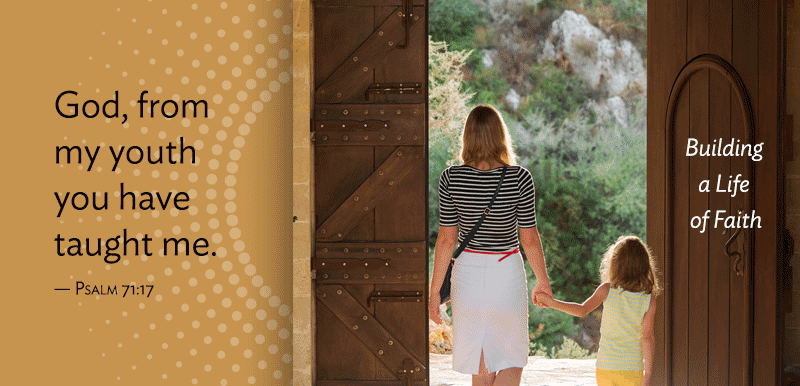 God, from
my youth
you have
taught me.
— Psalm 71:17
Building
a Life
of Faith